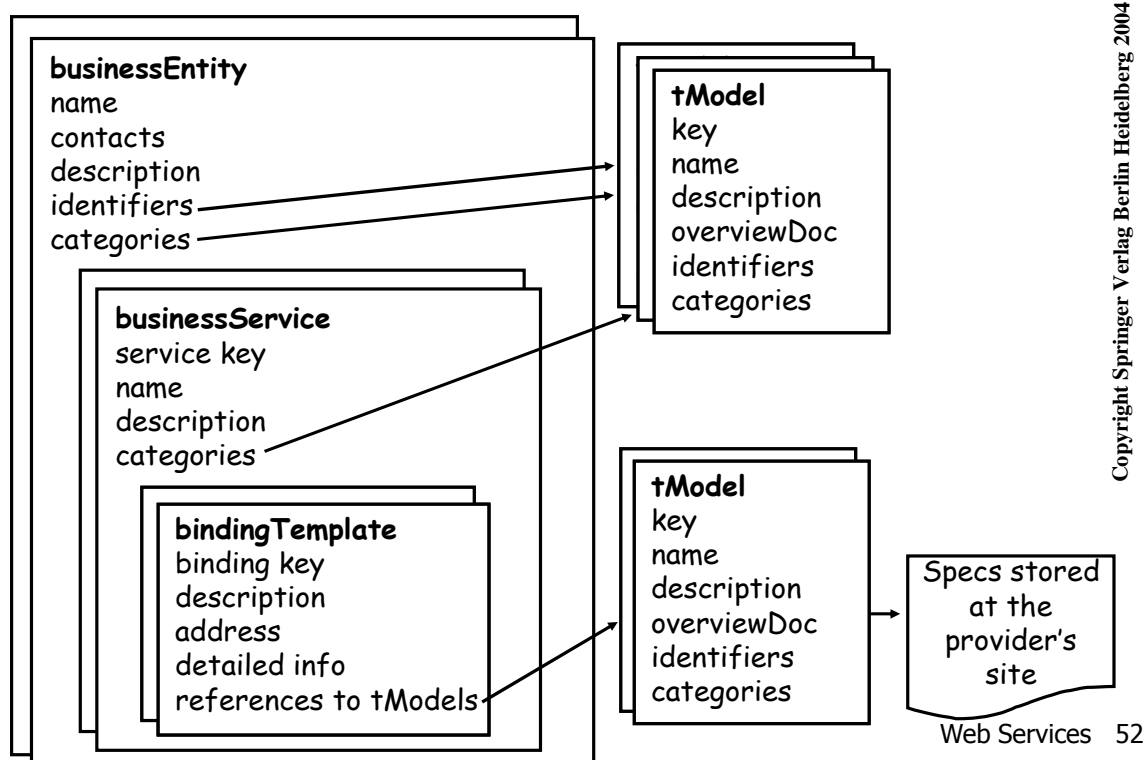 businessEntity
name
contacts
description
identifiers
categories
businessService
service key
name
description
categories
bindingTemplate
binding key
description
address
detailed info
references to tModels
tModel
key
name
description
overviewDoc
identifiers
categories
tModel
key
name
description
overviewDoc
identifiers
categories
Specs stored
at the
provider's
site
Copyright Springer Verlag Berlin Heidelberg 2004
Web Services 52